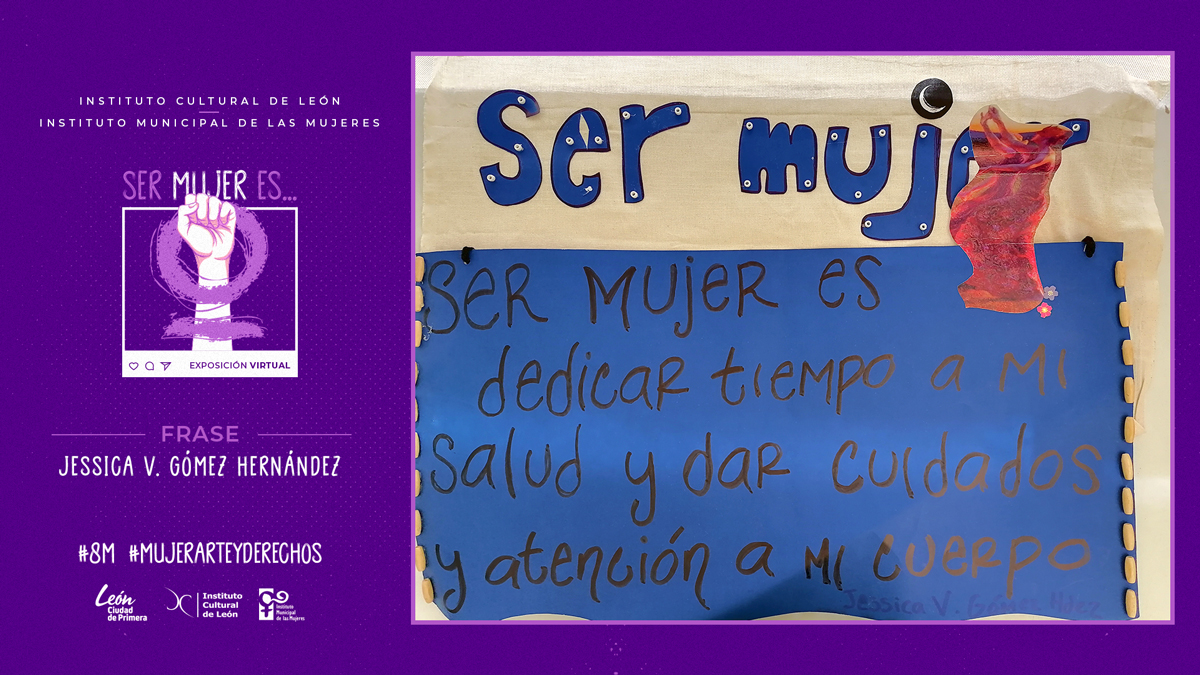 INSTITUTO CULTURAL DE LEÓN
INSTITUTO MUNICIPAL DE LAS MUJERES
SER MUJER ES...
EXPOSICIÓN VIRTUAL
FRASE
JESSICA V. GÓMEZ HERNÁNDEZ
#8M #MUJERARTEYDERECHOS
León
Ciudad
de Primera
Instituto
Cultural
de León
Instituto
Municipal
de las Mujeres
Ser mujer
SER MUJER ES
dedicar tiempo a MI
Salud y dar cuidados
y atención a MI cuerpo
Jessica V. Gómez Hdez